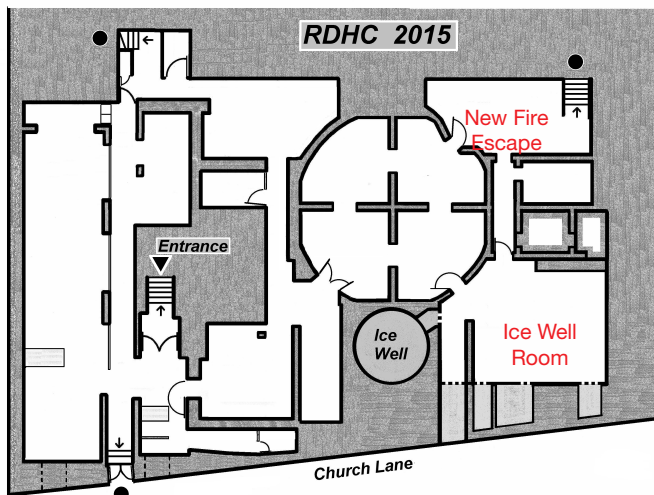 RDHC 2015
New Fire
Escape
Entrance
Ice
Well
Ice Well
Room
Church Lane